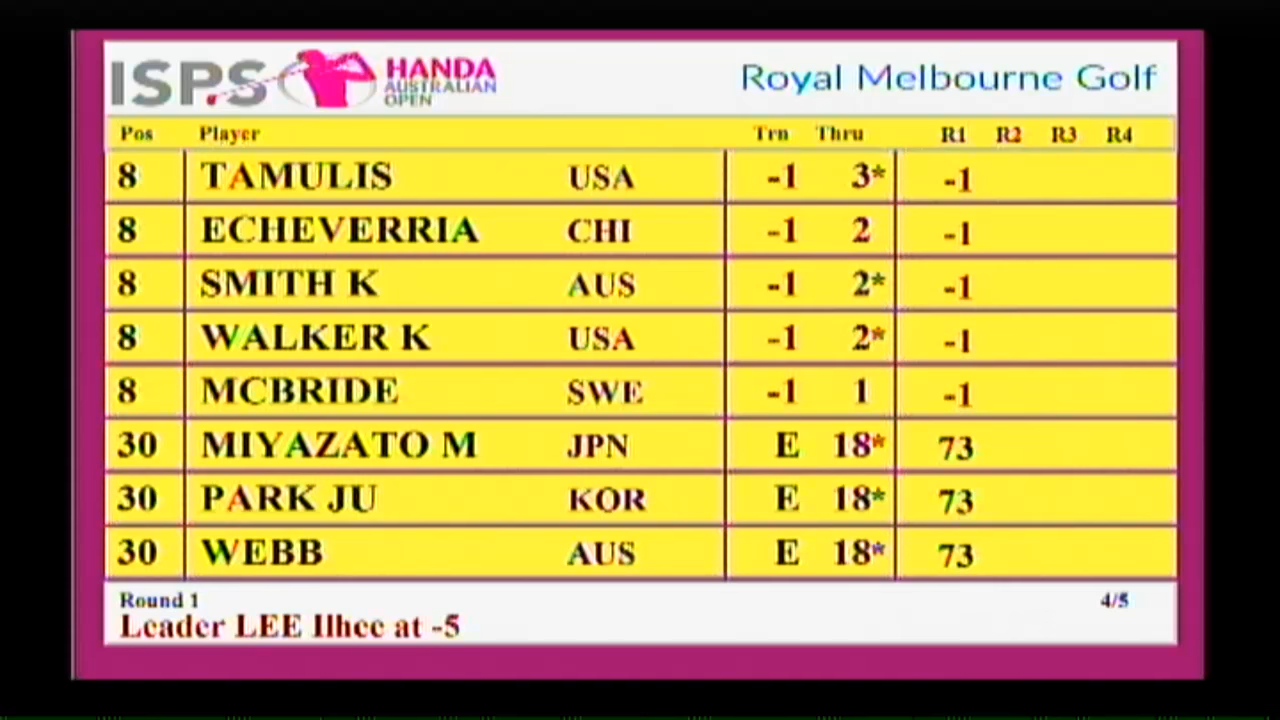 ISPS HANDA AUSTRALIAN OPEN Royal Melbourne Golf
Pos Player Trn Thru R1 R2 R3 R4
8 TAMULIS USA -1 3* -1
8 ECHEVERRIA CHI -1 2 -1
8 SMITH K AUS -1 2* -1
8 WALKER K USA -1 2* -1
8 MCBRIDE SWE -1 1 -1
30 MIYAZATO M JPN E 18* 73
30 PARK JU KOR E 18* 73
30 WEBB AUS E 18* 73
Round 1 4/5
Leader LEE Ilhee at -5